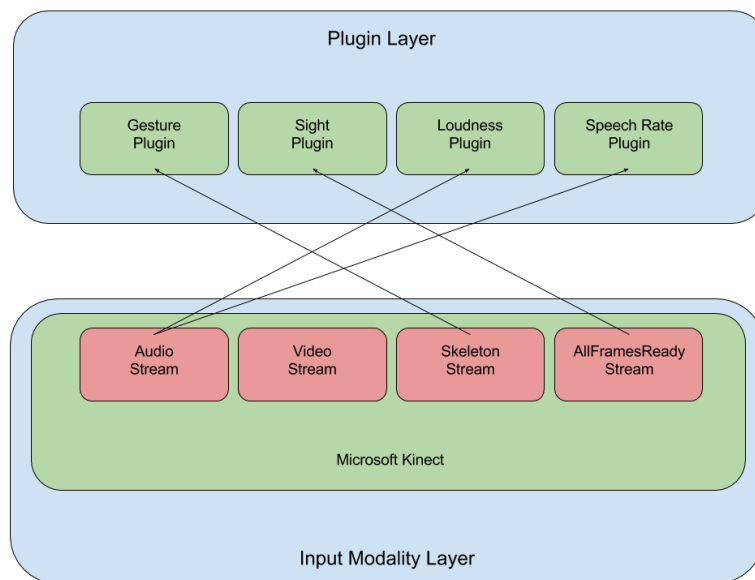 Plugin Layer
Gesture
Plugin
Sight
Plugin
Loudness
Plugin
Speech Rate
Plugin
Audio
Stream
Video
Stream
Skeleton
Stream
AllFramesReady
Stream
Microsoft Kinect
Input Modality Layer